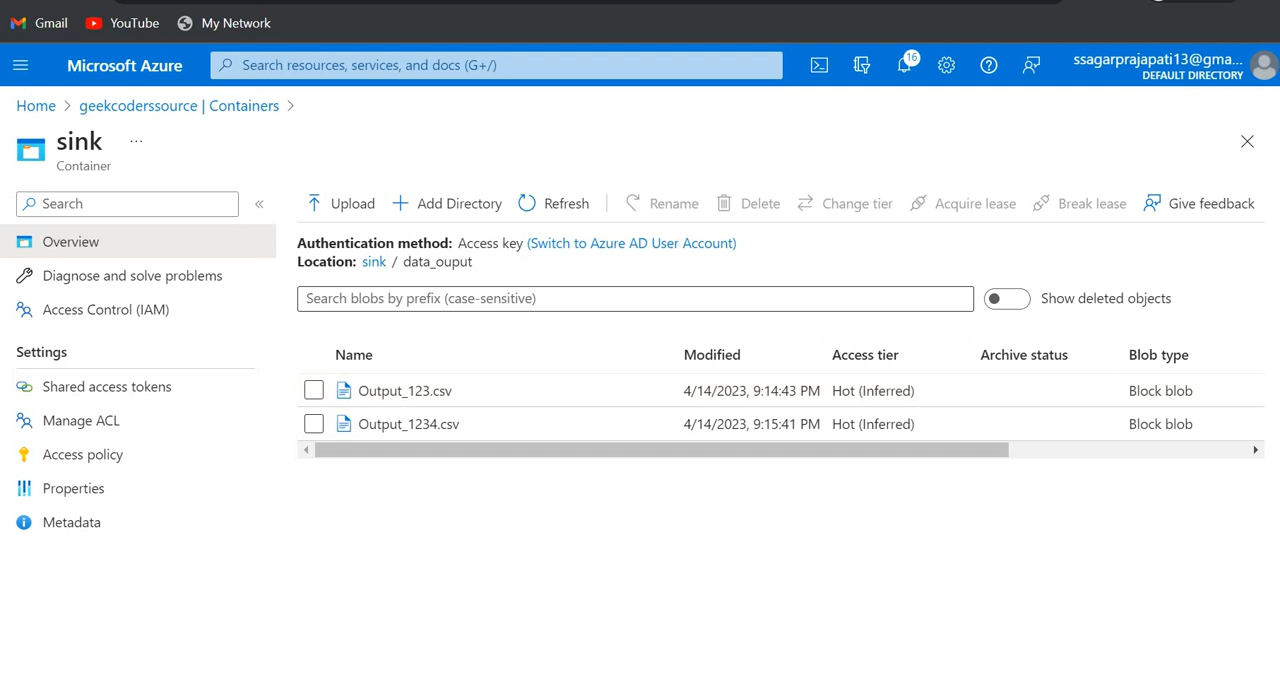 Gmail YouTube My Network
Microsoft Azure Search resources, services, and docs (G+/) 16 ssagarprajapati13@gma...
DEFAULT DIRECTORY
Home > geekcoderssource | Containers >
sink ...
Container
Search «
Upload Add Directory Refresh Rename Delete Change tier Acquire lease Break lease Give feedback
Overview
Diagnose and solve problems
Access Control (IAM)
Settings
Shared access tokens
Manage ACL
Access policy
Properties
Metadata
Authentication method: Access key (Switch to Azure AD User Account)
Location: sink / data_ouput
Search blobs by prefix (case-sensitive) Show deleted objects
Name Modified Access tier Archive status Blob type
Output_123.csv 4/14/2023, 9:14:43 PM Hot (Inferred) Block blob
Output_1234.csv 4/14/2023, 9:15:41 PM Hot (Inferred) Block blob